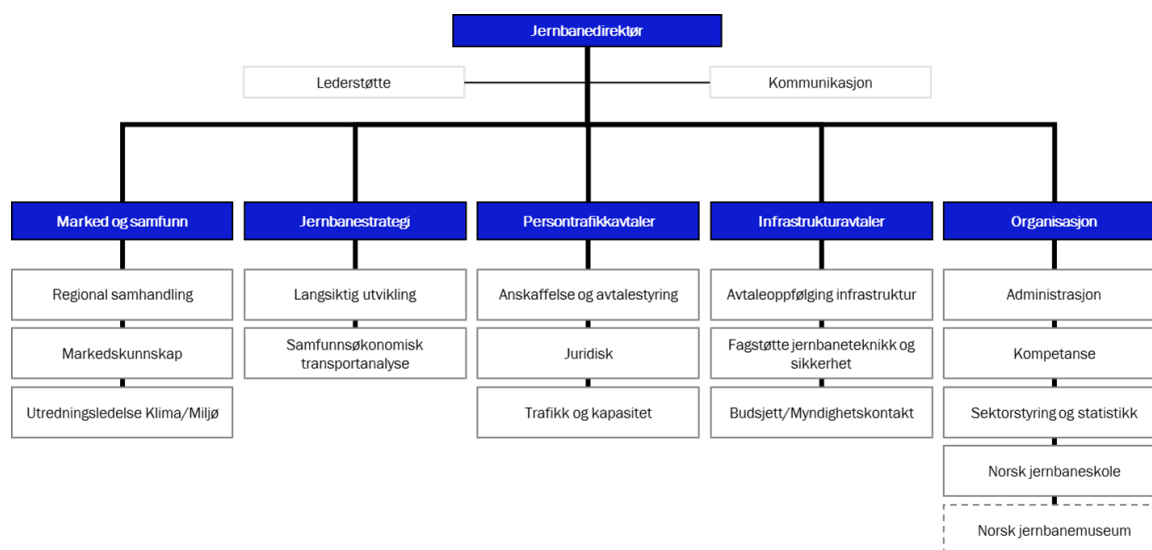 Jernbanedirektør
Lederstøtte
Kommunikasjon
Marked og samfunn
Jernbanestrategi
Persontrafikkavtaler
Infrastrukturavtaler
Organisasjon
Regional samhandling
Langsiktig utvikling
Anskaffelse og avtalestyring
Avtaleoppfølging infrastruktur
Administrasjon
Markedskunnskap
Samfunnsøkonomisk
transportanalyse
Juridisk
Fagstøtte jernbaneteknikk og
sikkerhet
Kompetanse
Utredningsledelse Klima/Miljø
Trafikk og kapasitet
Budsjett/Myndighetskontakt
Sektorstyring og statistikk
Norsk jernbaneskole
Norsk jernbanemuseum